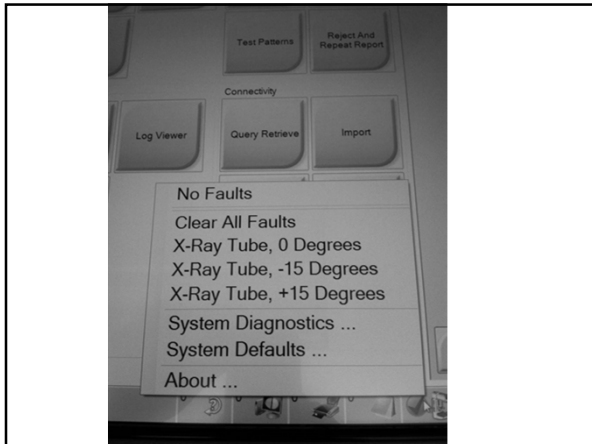 Test Patterns
Reject And
Repeat Report
Connectivity
Log Viewer
Query Retrieve
Import
No Faults
Clear All Faults
X-Ray Tube, 0 Degrees
X-Ray Tube, -15 Degrees
X-Ray Tube, +15 Degrees
System Diagnostics ...
System Defaults ...
About ...